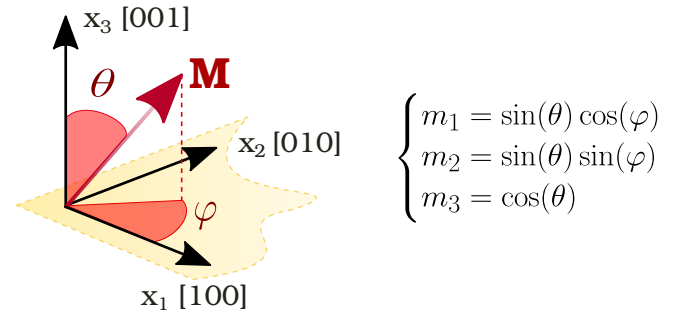 x₃ [001]
θ
M
x₂ [010]
φ
x₁ [100]
m₁ = sin(θ) cos(φ)
m₂ = sin(θ) sin(φ)
m₃ = cos(θ)